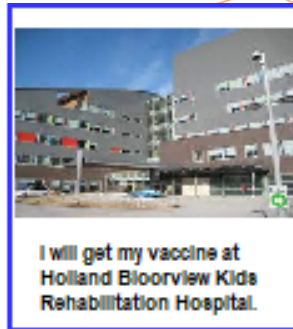 I will get my vaccine at
Holland Bloorview Kids
Rehabilitation Hospital.